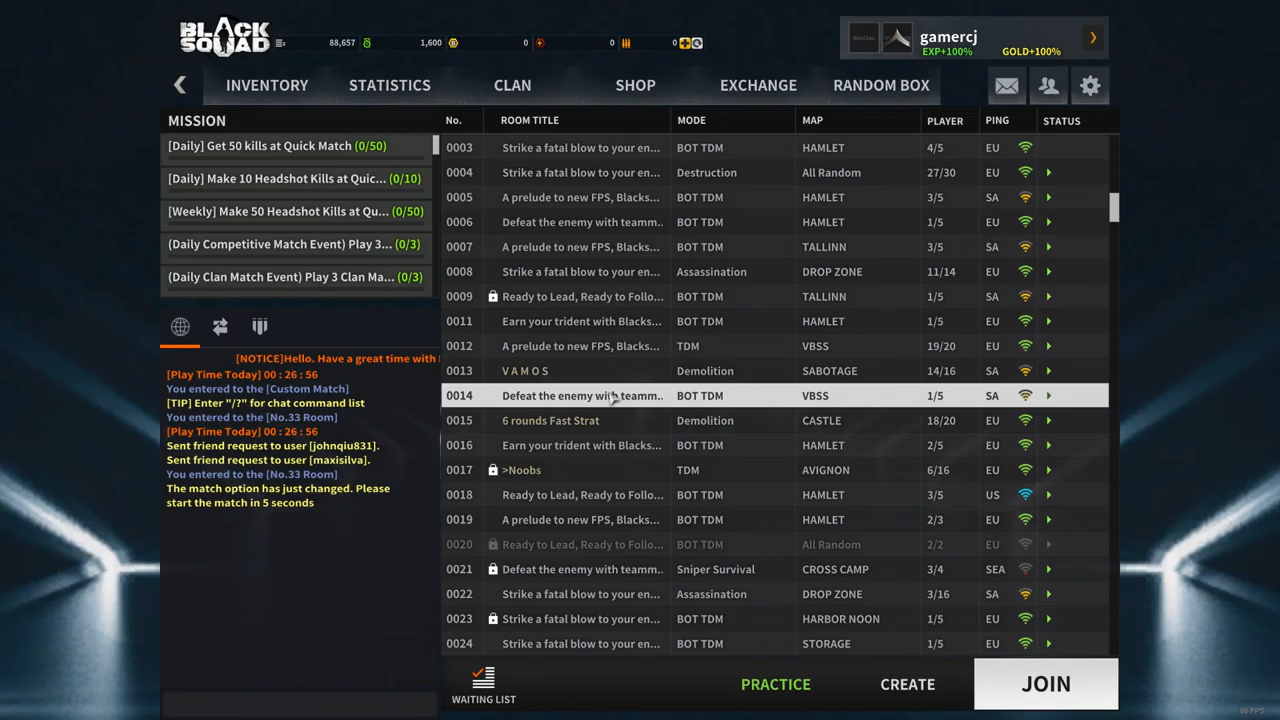 BLACK SQUAD
88,657 1,600 0 0 0
gamercj
EXP+100% GOLD+100%
INVENTORY STATISTICS CLAN SHOP EXCHANGE RANDOM BOX
MISSION
[Daily] Get 50 kills at Quick Match (0/50)
[Daily] Make 10 Headshot Kills at Quic... (0/10)
[Weekly] Make 50 Headshot Kills at Qu... (0/50)
(Daily Competitive Match Event) Play 3... (0/3)
(Daily Clan Match Event) Play 3 Clan Ma... (0/3)
[NOTICE]Hello. Have a great time with
[Play Time Today] 00 : 26 : 56
You entered to the [Custom Match]
[TIP] Enter "/?" for chat command list
You entered to the [No.33 Room]
[Play Time Today] 00 : 26 : 56
Sent friend request to user [johnqiu831].
Sent friend request to user [maxisilva].
You entered to the [No.33 Room]
The match option has just changed. Please
start the match in 5 seconds
No. ROOM TITLE MODE MAP PLAYER PING STATUS
0003 Strike a fatal blow to your en... BOT TDM HAMLET 4/5 EU
0004 Strike a fatal blow to your en... Destruction All Random 27/30 EU
0005 A prelude to new FPS, Blacks... BOT TDM HAMLET 3/5 SA
0006 Defeat the enemy with teamm.. BOT TDM HAMLET 1/5 EU
0007 A prelude to new FPS, Blacks... BOT TDM TALLINN 3/5 SA
0008 Strike a fatal blow to your en... Assassination DROP ZONE 11/14 EU
0009 Ready to Lead, Ready to Follo... BOT TDM TALLINN 1/5 SA
0011 Earn your trident with Blacks... BOT TDM HAMLET 1/5 EU
0012 A prelude to new FPS, Blacks... TDM VBSS 19/20 EU
0013 V A M O S Demolition SABOTAGE 14/16 SA
0014 Defeat the enemy with teamm.. BOT TDM VBSS 1/5 SA
0015 6 rounds Fast Strat Demolition CASTLE 18/20 EU
0016 Earn your trident with Blacks... BOT TDM HAMLET 2/5 EU
0017 >Noobs TDM AVIGNON 6/16 EU
0018 Ready to Lead, Ready to Follo... BOT TDM HAMLET 3/5 US
0019 A prelude to new FPS, Blacks... BOT TDM HAMLET 2/3 EU
0020 Ready to Lead, Ready to Follo... BOT TDM All Random 2/2 EU
0021 Defeat the enemy with teamm.. Sniper Survival CROSS CAMP 3/4 SEA
0022 Strike a fatal blow to your en... Assassination DROP ZONE 3/16 SA
0023 Strike a fatal blow to your en... BOT TDM HARBOR NOON 1/5 EU
0024 Strike a fatal blow to your en... BOT TDM STORAGE 1/5 EU
WAITING LIST PRACTICE CREATE JOIN